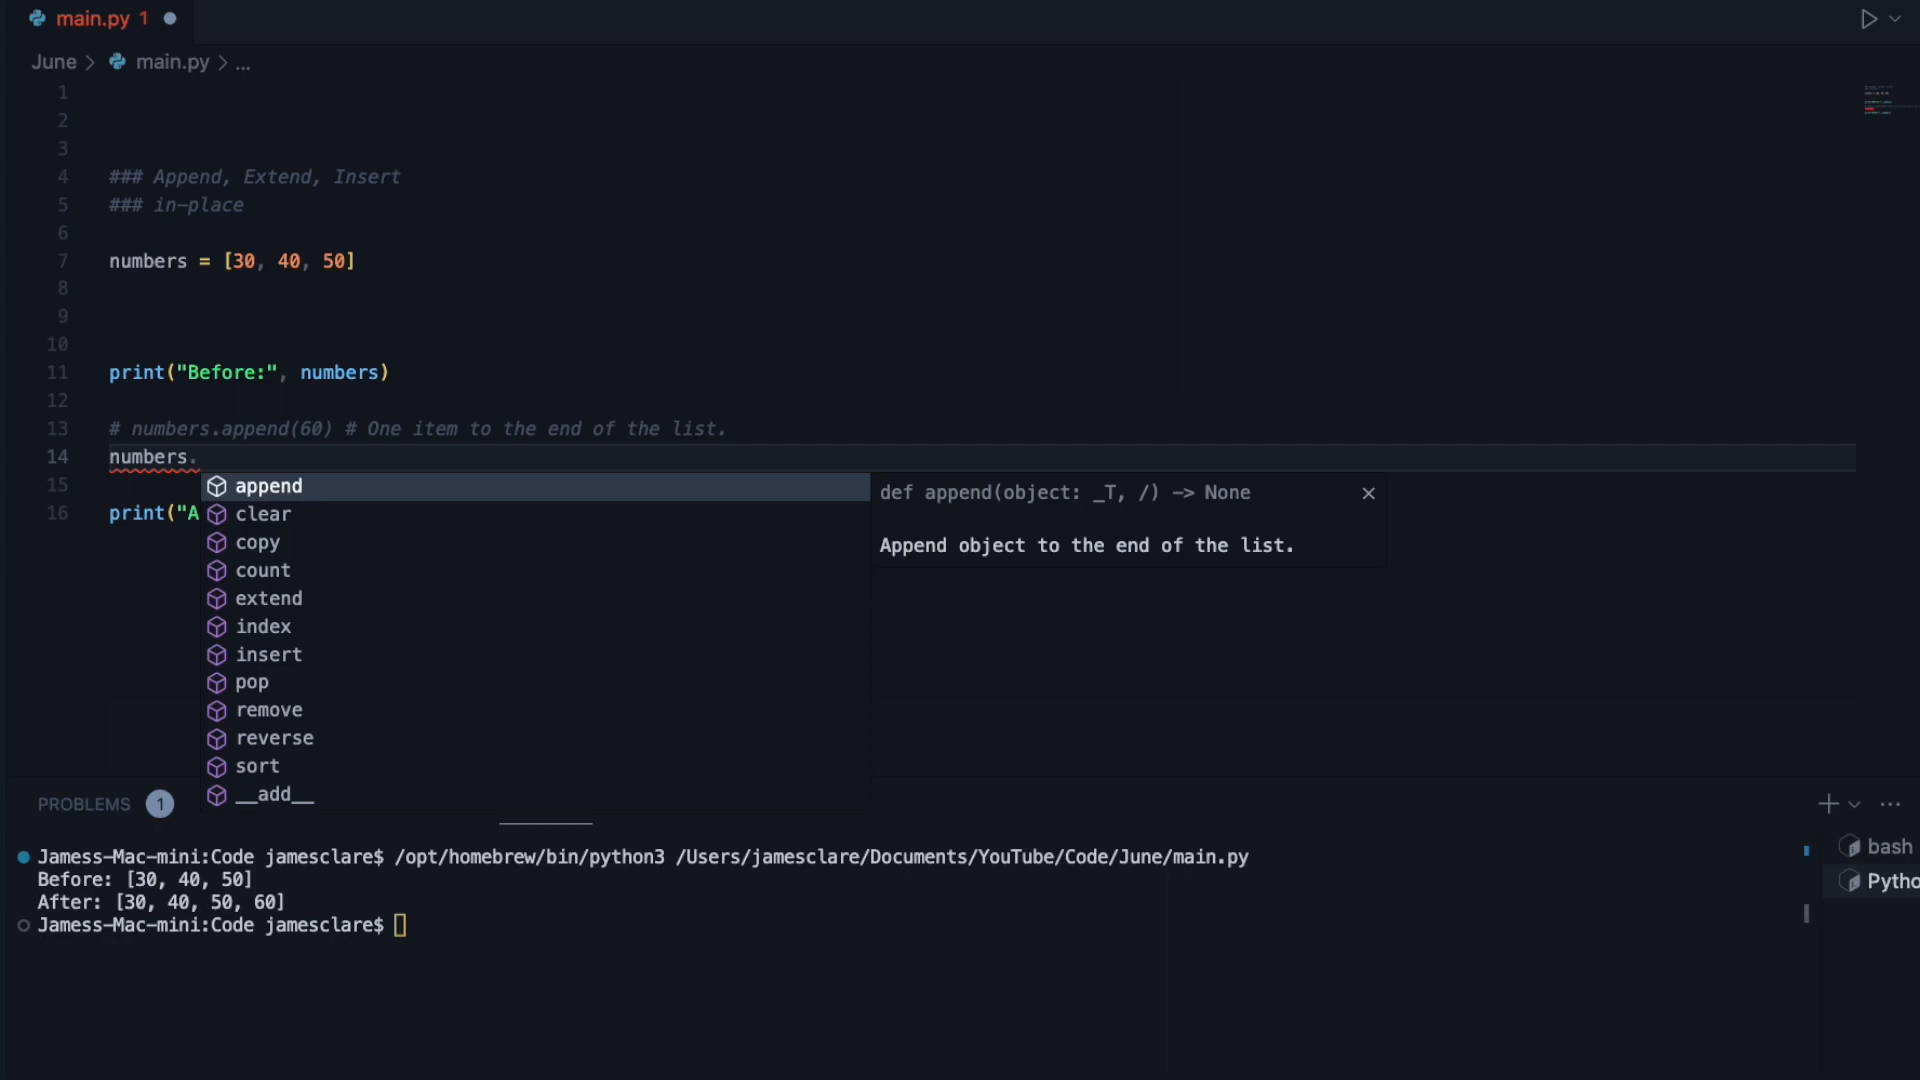 main.py 1
June > main.py > ...
1
2
3
4 ### Append, Extend, Insert
5 ### in-place
6
7 numbers = [30, 40, 50]
8
9
10
11 print("Before:", numbers)
12
13 # numbers.append(60) # One item to the end of the list.
14 numbers.
15
16 print("A
append
clear
copy
count
extend
index
insert
pop
remove
reverse
sort
__add__
def append(object: _T, /) -> None
Append object to the end of the list.
PROBLEMS 1
Jamess-Mac-mini:Code jamesclare$ /opt/homebrew/bin/python3 /Users/jamesclare/Documents/YouTube/Code/June/main.py
Before: [30, 40, 50]
After: [30, 40, 50, 60]
Jamess-Mac-mini:Code jamesclare$
bash
Pytho